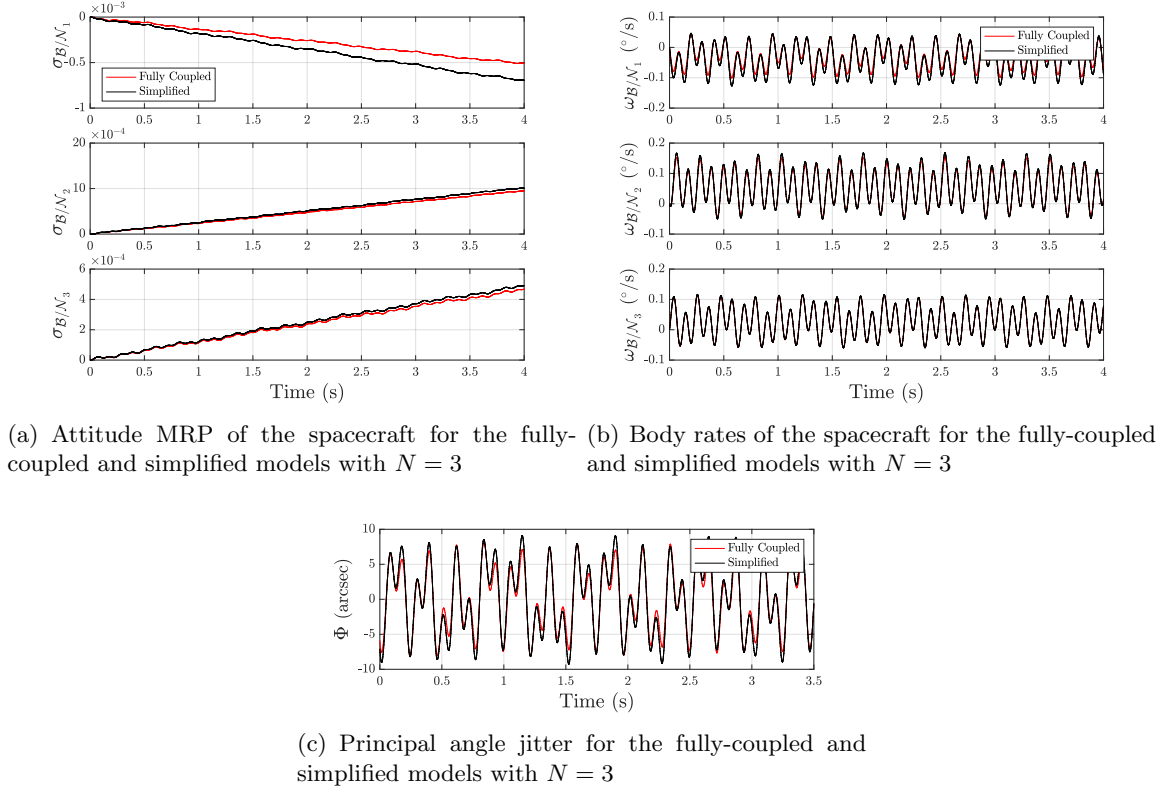 ×10⁻³
0
-0.5
-1
σ_B/N₁
Fully Coupled
Simplified
0 0.5 1 1.5 2 2.5 3 3.5 4
×10⁻⁴
20
10
0
σ_B/N₂
0 0.5 1 1.5 2 2.5 3 3.5 4
×10⁻⁴
6
4
2
0
σ_B/N₃
0 0.5 1 1.5 2 2.5 3 3.5 4
Time (s)
0.1
0
-0.1
-0.2
ω_B/N₁ (°/s)
Fully Coupled
Simplified
0 0.5 1 1.5 2 2.5 3 3.5 4
0.2
0.1
0
-0.1
ω_B/N₂ (°/s)
0 0.5 1 1.5 2 2.5 3 3.5 4
0.2
0.1
0
-0.1
ω_B/N₃ (°/s)
0 0.5 1 1.5 2 2.5 3 3.5 4
Time (s)
(a) Attitude MRP of the spacecraft for the fully-
coupled and simplified models with N = 3
(b) Body rates of the spacecraft for the fully-coupled
and simplified models with N = 3
10
5
0
-5
-10
Φ (arcsec)
Fully Coupled
Simplified
0 0.5 1 1.5 2 2.5 3 3.5
Time (s)
(c) Principal angle jitter for the fully-coupled and
simplified models with N = 3